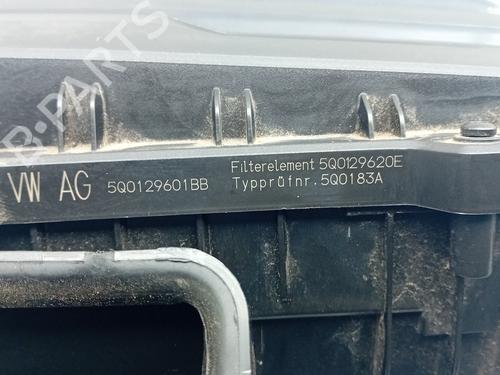 B-PARTS
VW AG 5Q0129601BB Filterelement 5Q0129620E
Typprüfnr. 5Q0183A